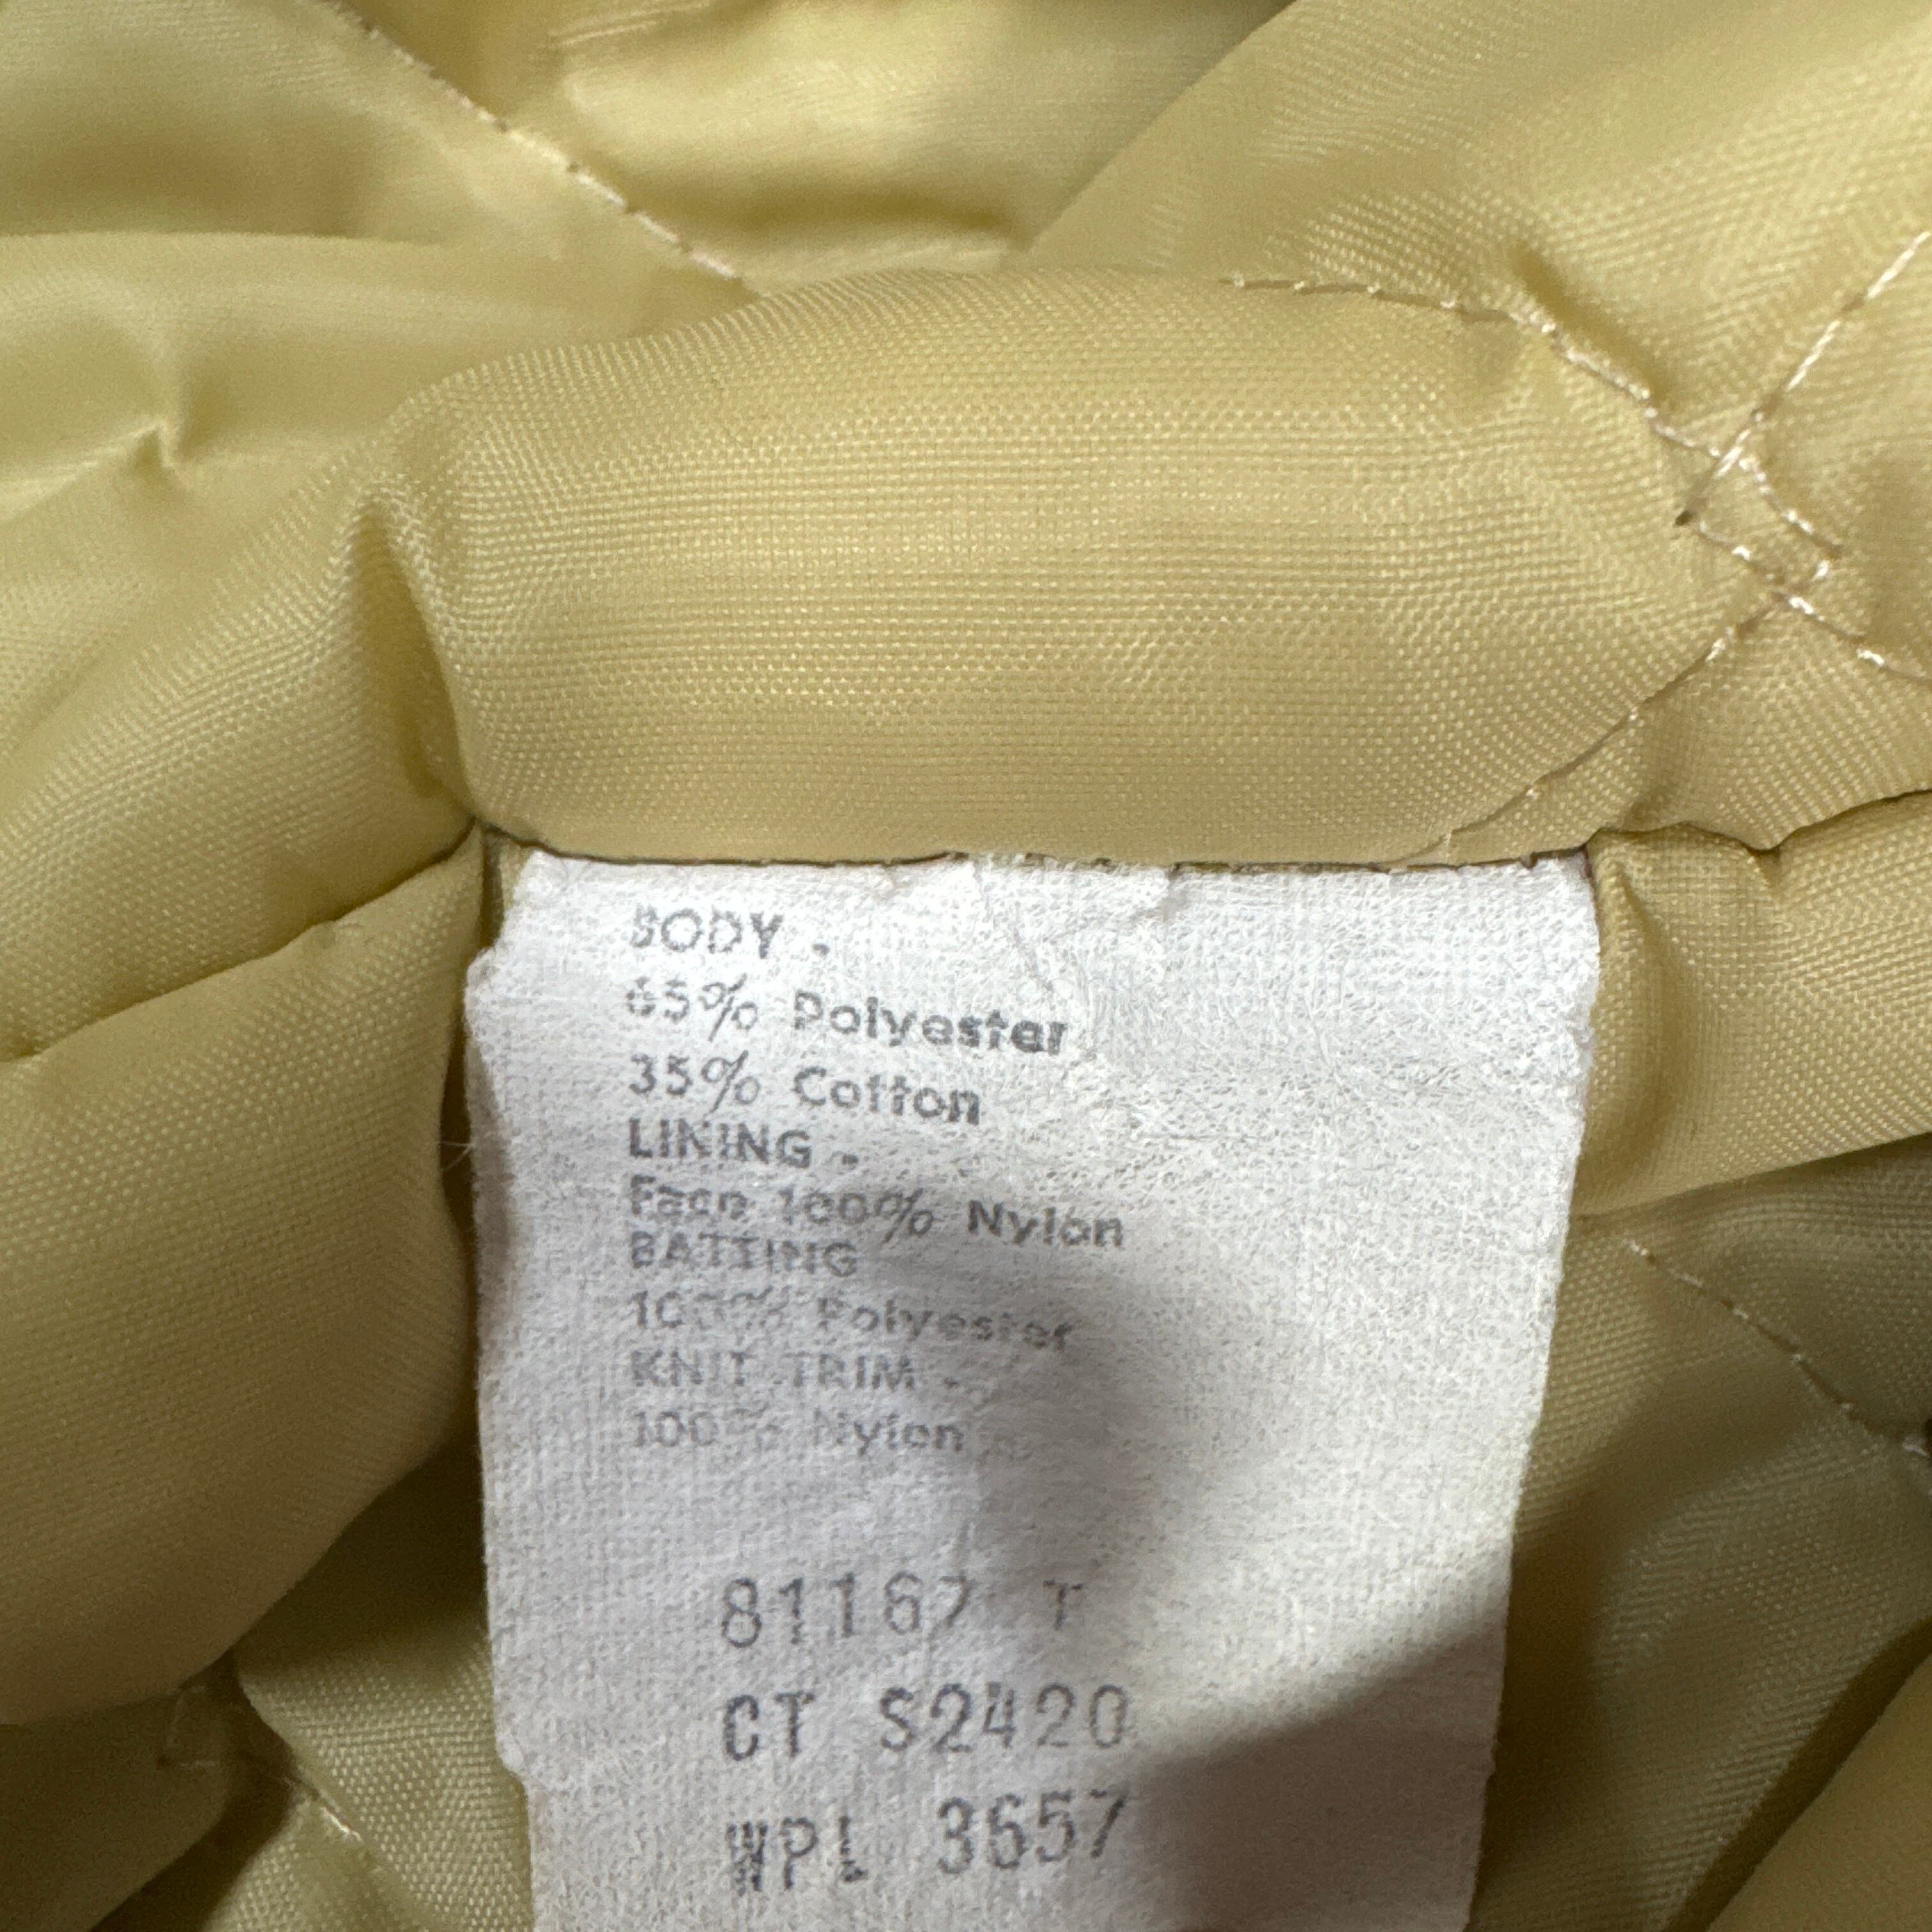 BODY -
65% Polyester
35% Cotton
LINING -
Face 100% Nylon
BATTING
100% Polyester
KNIT TRIM -
100% Nylon
81167 T
CT S2420
WPL 3657